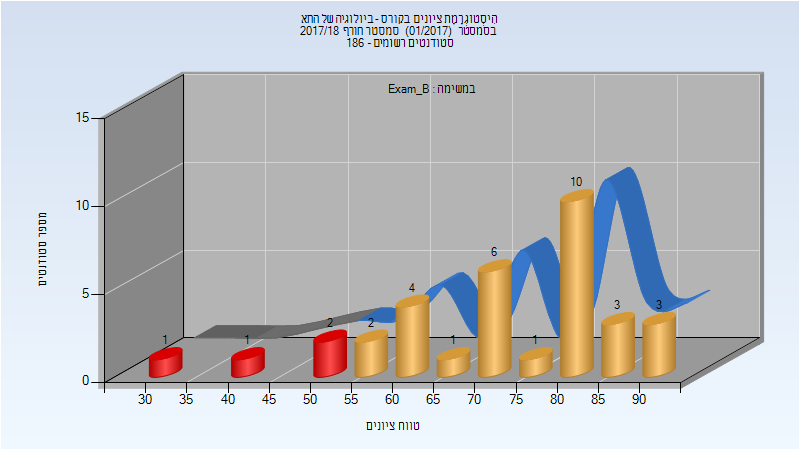 היסטוגרמת ציונים בקורס - ביולוגיה של התא
בסמסטר (01/2017) סמסטר חורף 2017/18
סטודנטים רשומים - 186
במשימה : Exam_B
מספר סטודנטים
15
10
5
0
1
1
2
2
4
1
6
1
10
3
3
30 35 40 45 50 55 60 65 70 75 80 85 90
טווח ציונים